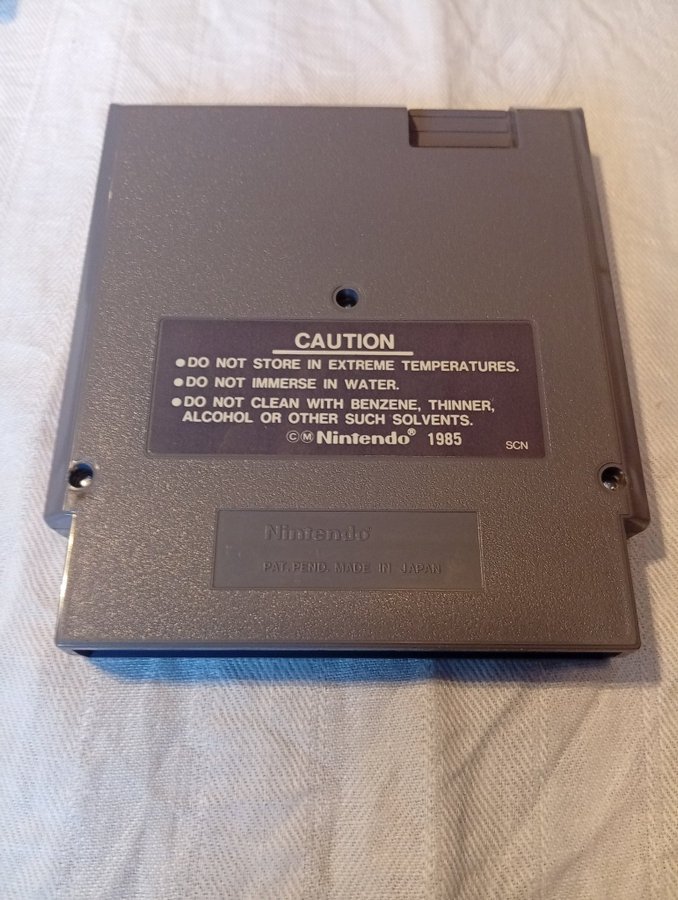 CAUTION
●DO NOT STORE IN EXTREME TEMPERATURES.
●DO NOT IMMERSE IN WATER.
●DO NOT CLEAN WITH BENZENE, THINNER,
ALCOHOL OR OTHER SUCH SOLVENTS.
©Ⓜ Nintendo® 1985 SCN
Nintendo®
PAT. PEND. MADE IN JAPAN